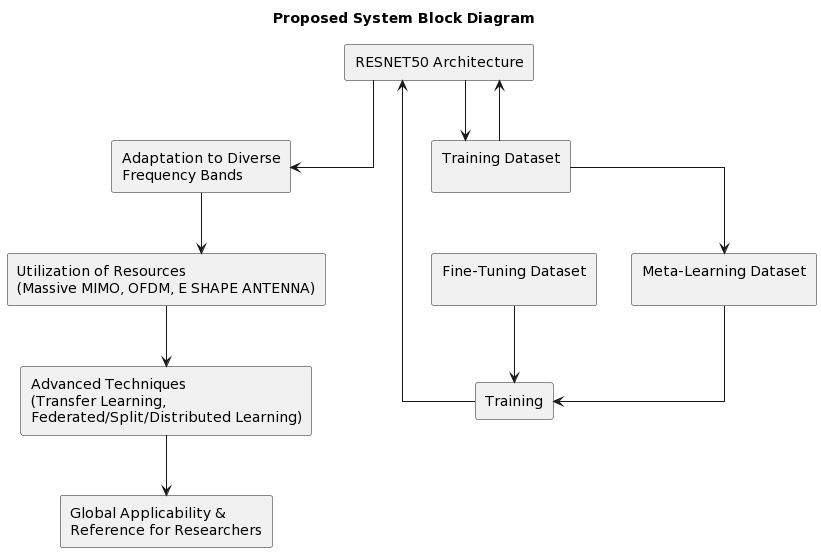 Proposed System Block Diagram
RESNET50 Architecture
Adaptation to Diverse
Frequency Bands
Training Dataset
Utilization of Resources
(Massive MIMO, OFDM, E SHAPE ANTENNA)
Fine-Tuning Dataset
Meta-Learning Dataset
Advanced Techniques
(Transfer Learning,
Federated/Split/Distributed Learning)
Training
Global Applicability &
Reference for Researchers